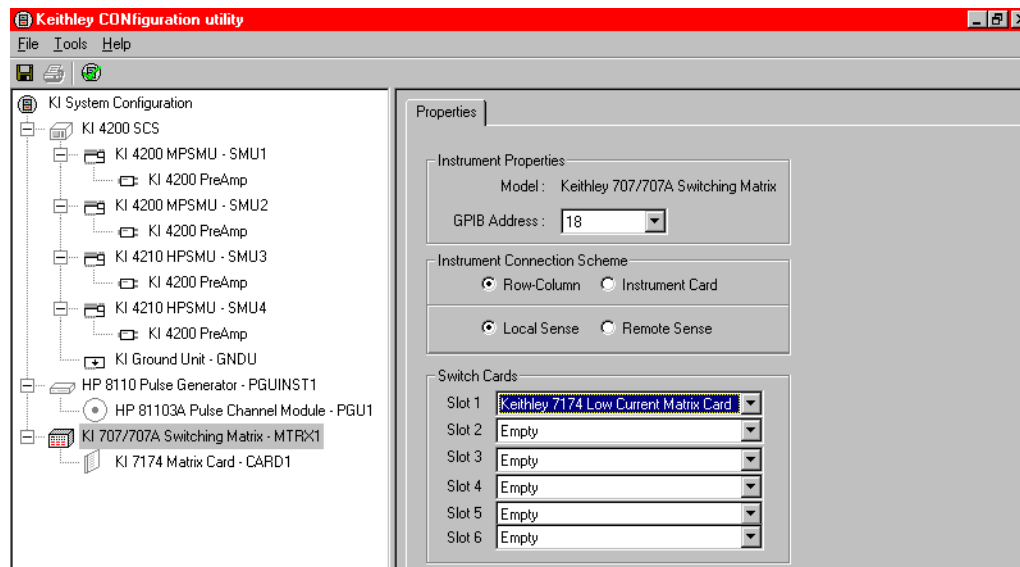 Keithley CONfiguration utility
File Tools Help
KI System Configuration
KI 4200 SCS
KI 4200 MPSMU - SMU1
KI 4200 PreAmp
KI 4200 MPSMU - SMU2
KI 4200 PreAmp
KI 4210 HPSMU - SMU3
KI 4200 PreAmp
KI 4210 HPSMU - SMU4
KI 4200 PreAmp
KI Ground Unit - GNDU
HP 8110 Pulse Generator - PGUINST1
HP 81103A Pulse Channel Module - PGU1
KI 707/707A Switching Matrix - MTRX1
KI 7174 Matrix Card - CARD1
Properties
Instrument Properties
Model : Keithley 707/707A Switching Matrix
GPIB Address : 18
Instrument Connection Scheme
Row-Column Instrument Card
Local Sense Remote Sense
Switch Cards
Slot 1 Keithley 7174 Low Current Matrix Card
Slot 2 Empty
Slot 3 Empty
Slot 4 Empty
Slot 5 Empty
Slot 6 Empty